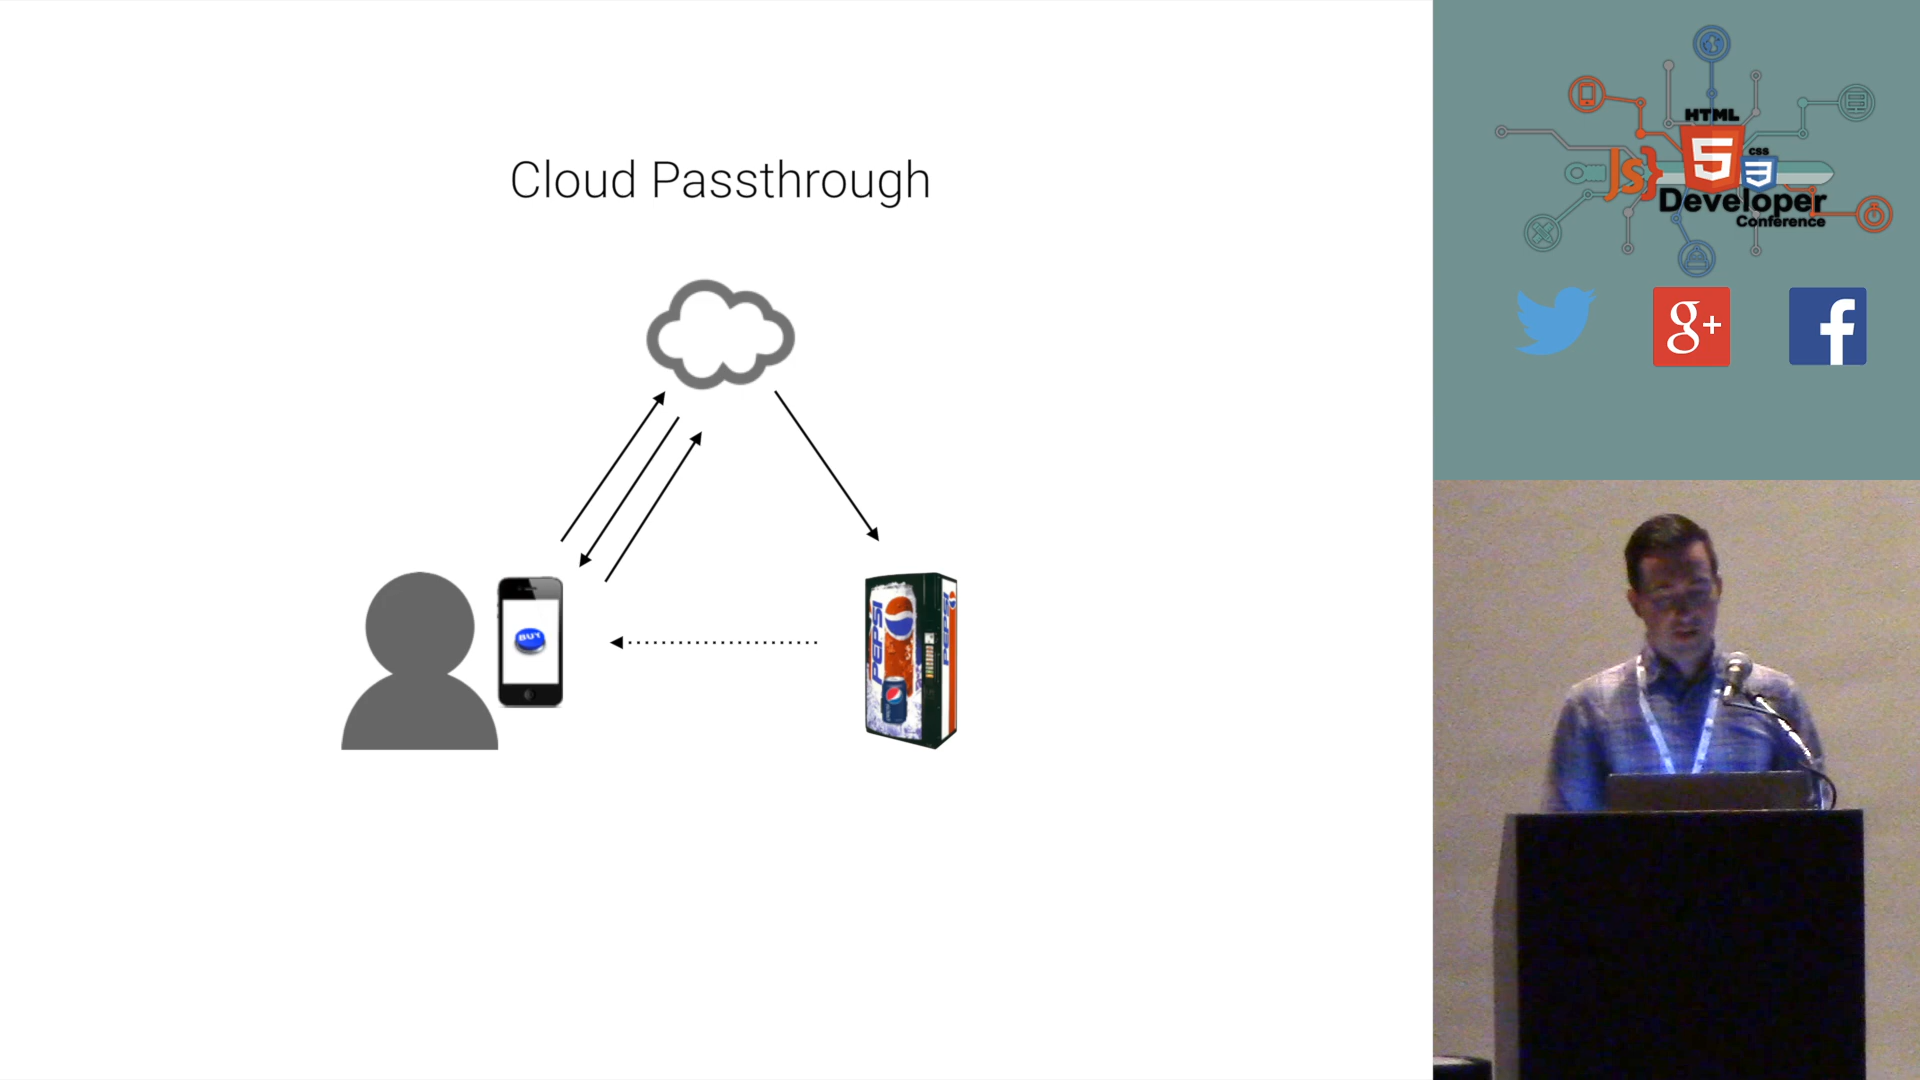 Cloud Passthrough
BUY
PEPSI
PEPSI
HTML
5
CSS
3
JS}
Developer
Conference
g+
f